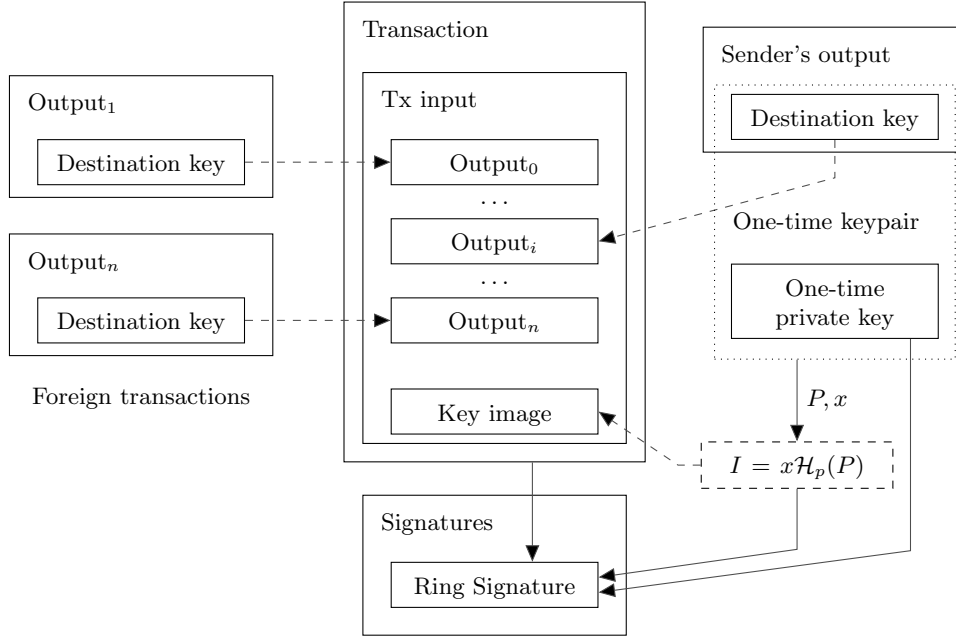 Transaction
Tx input
Output₀
. . .
Outputᵢ
. . .
Outputₙ
Key image
Output₁
Destination key
Outputₙ
Destination key
Foreign transactions
Sender's output
Destination key
One-time keypair
One-time
private key
P, x
I = xℋₚ(P)
Signatures
Ring Signature